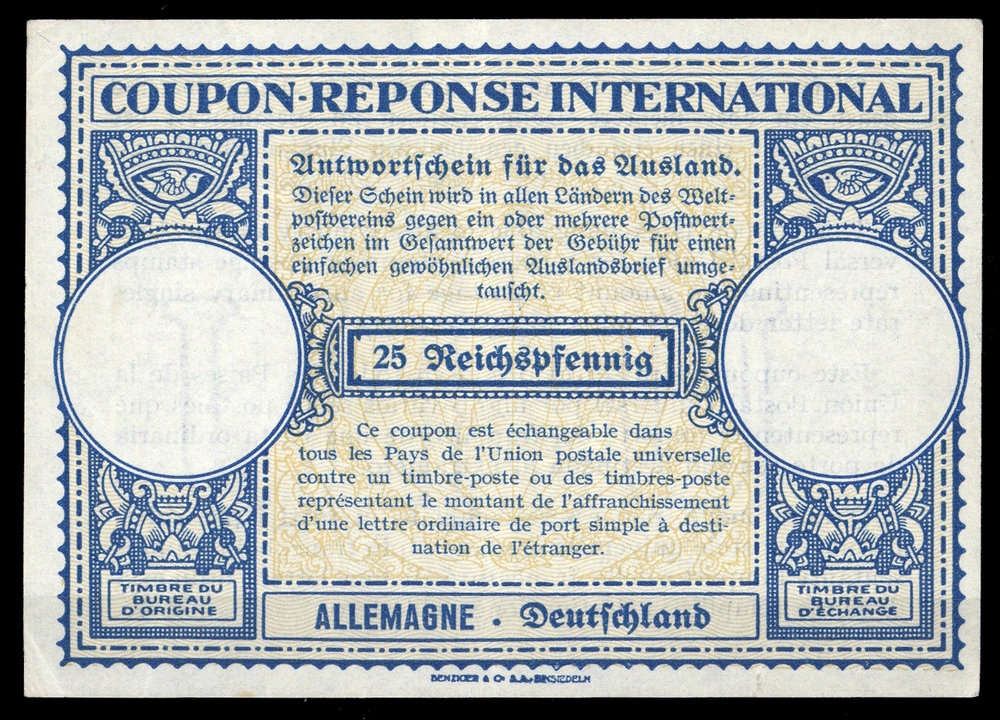 COUPON-REPONSE INTERNATIONAL
Antwortschein für das Ausland.
Dieser Schein wird in allen Ländern des Welt-
postvereins gegen ein oder mehrere Postwert-
zeichen im Gesamtwert der Gebühr für einen
einfachen gewöhnlichen Auslandsbrief umge-
tauscht.
25 Reichspfennig
Ce coupon est échangeable dans
tous les Pays de l'Union postale universelle
contre un timbre-poste ou des timbres-poste
représentant le montant de l'affranchissement
d'une lettre ordinaire de port simple à desti-
nation de l'étranger.
TIMBRE DU
BUREAU
D'ORIGINE
TIMBRE DU
BUREAU
D'ÉCHANGE
ALLEMAGNE . Deutschland
BENZIGER & Co S.A. EINSIEDELN